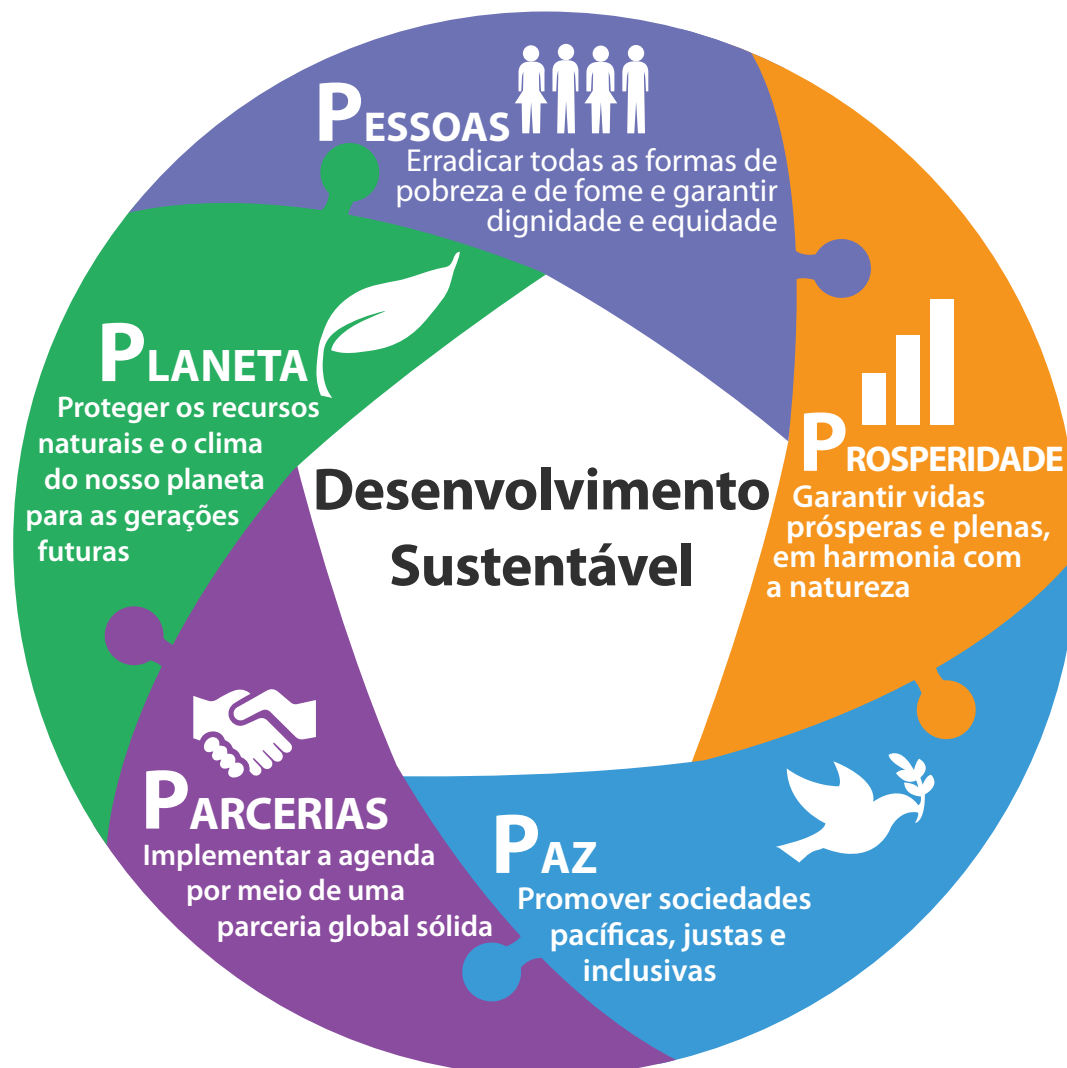 PESSOAS
Erradicar todas as formas de
pobreza e de fome e garantir
dignidade e equidade
PROSPERIDADE
Garantir vidas
prósperas e plenas,
em harmonia com
a natureza
PAZ
Promover sociedades
pacíficas, justas e
inclusivas
PARCERIAS
Implementar a agenda
por meio de uma
parceria global sólida
PLANETA
Proteger os recursos
naturais e o clima
do nosso planeta
para as gerações
futuras
Desenvolvimento
Sustentável